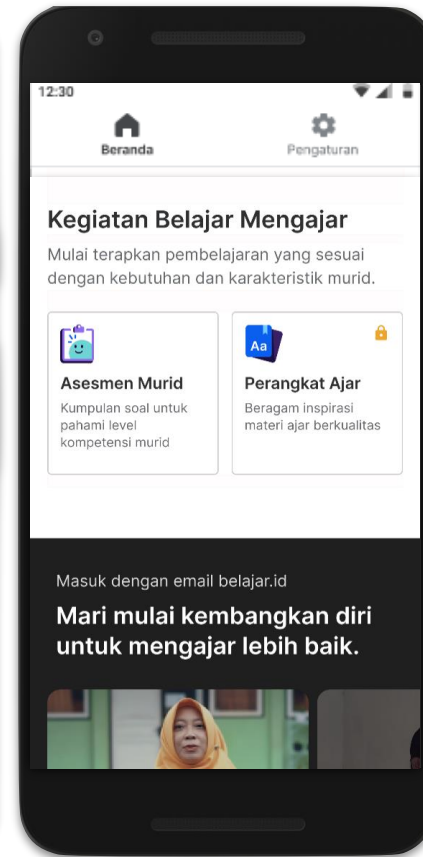 12:30
Beranda
Pengaturan
Kegiatan Belajar Mengajar
Mulai terapkan pembelajaran yang sesuai
dengan kebutuhan dan karakteristik murid.
Asesmen Murid
Kumpulan soal untuk
pahami level
kompetensi murid
Aa
Perangkat Ajar
Beragam inspirasi
materi ajar berkualitas
Masuk dengan email belajar.id
Mari mulai kembangkan diri
untuk mengajar lebih baik.